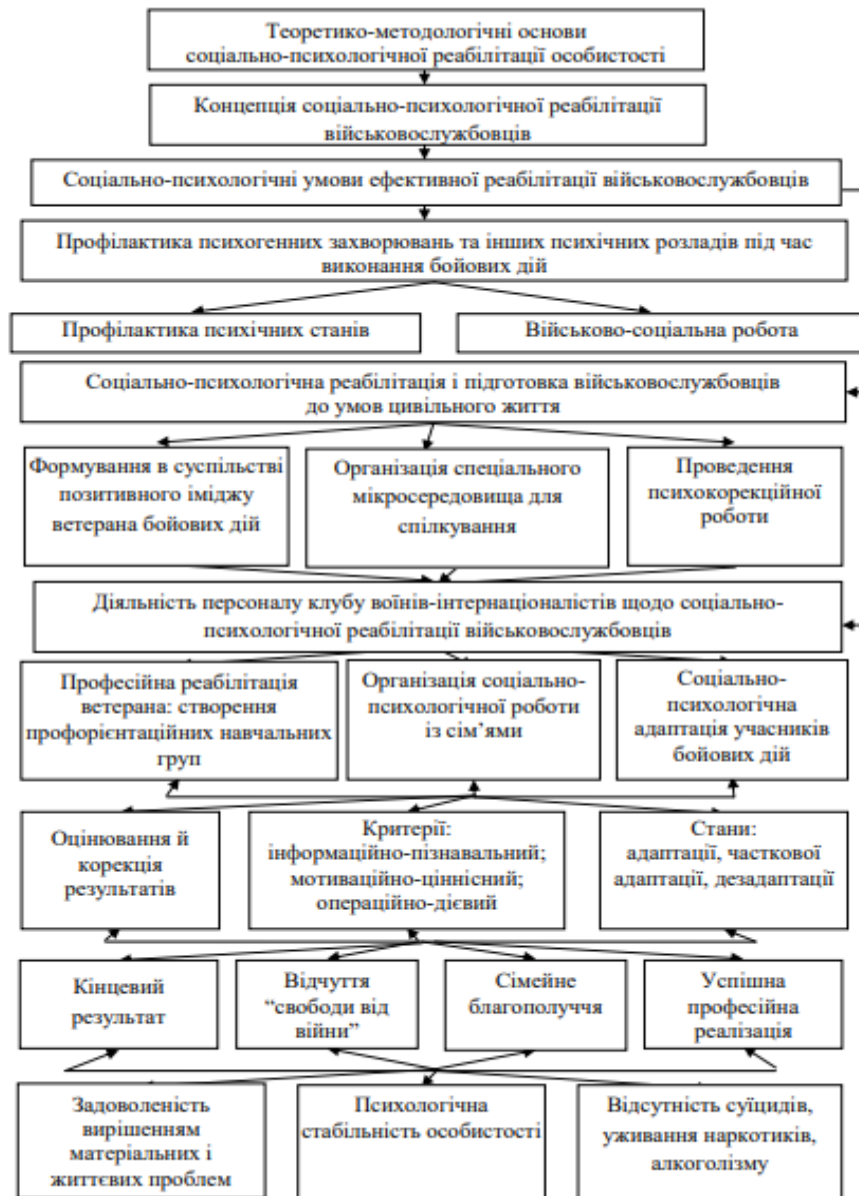 Теоретико-методологічні основи
соціально-психологічної реабілітації особистості
Концепція соціально-психологічної реабілітації
військовослужбовців
Соціально-психологічні умови ефективної реабілітації військовослужбовців
Профілактика психогенних захворювань та інших психічних розладів під час
виконання бойових дій
Профілактика психічних станів
Військово-соціальна робота
Соціально-психологічна реабілітація і підготовка військовослужбовців
до умов цивільного життя
Формування в суспільстві
позитивного іміджу
ветерана бойових дій
Організація спеціального
мікросередовища для
спілкування
Проведення
психокорекційної
роботи
Діяльність персоналу клубу воїнів-інтернаціоналістів щодо соціально-
психологічної реабілітації військовослужбовців
Професійна реабілітація
ветерана: створення
профорієнтаційних навчальних
груп
Організація соціально-
психологічної роботи
із сім’ями
Соціально-
психологічна
адаптація учасників
бойових дій
Оцінювання й
корекція
результатів
Критерії:
інформаційно-пізнавальний;
мотиваційно-ціннісний;
операційно-дієвий
Стани:
адаптації, часткової
адаптації, дезадаптації
Кінцевий
результат
Відчуття
“свободи від
війни”
Сімейне
благополуччя
Успішна
професійна
реалізація
Задоволеність
вирішенням
матеріальних і
життєвих проблем
Психологічна
стабільність особистості
Відсутність суїцидів,
уживання наркотиків,
алкоголізму